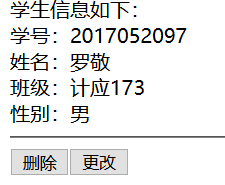 学生信息如下：
学号：2017052097
姓名：罗敬
班级：计应173
性别：男
删除 更改